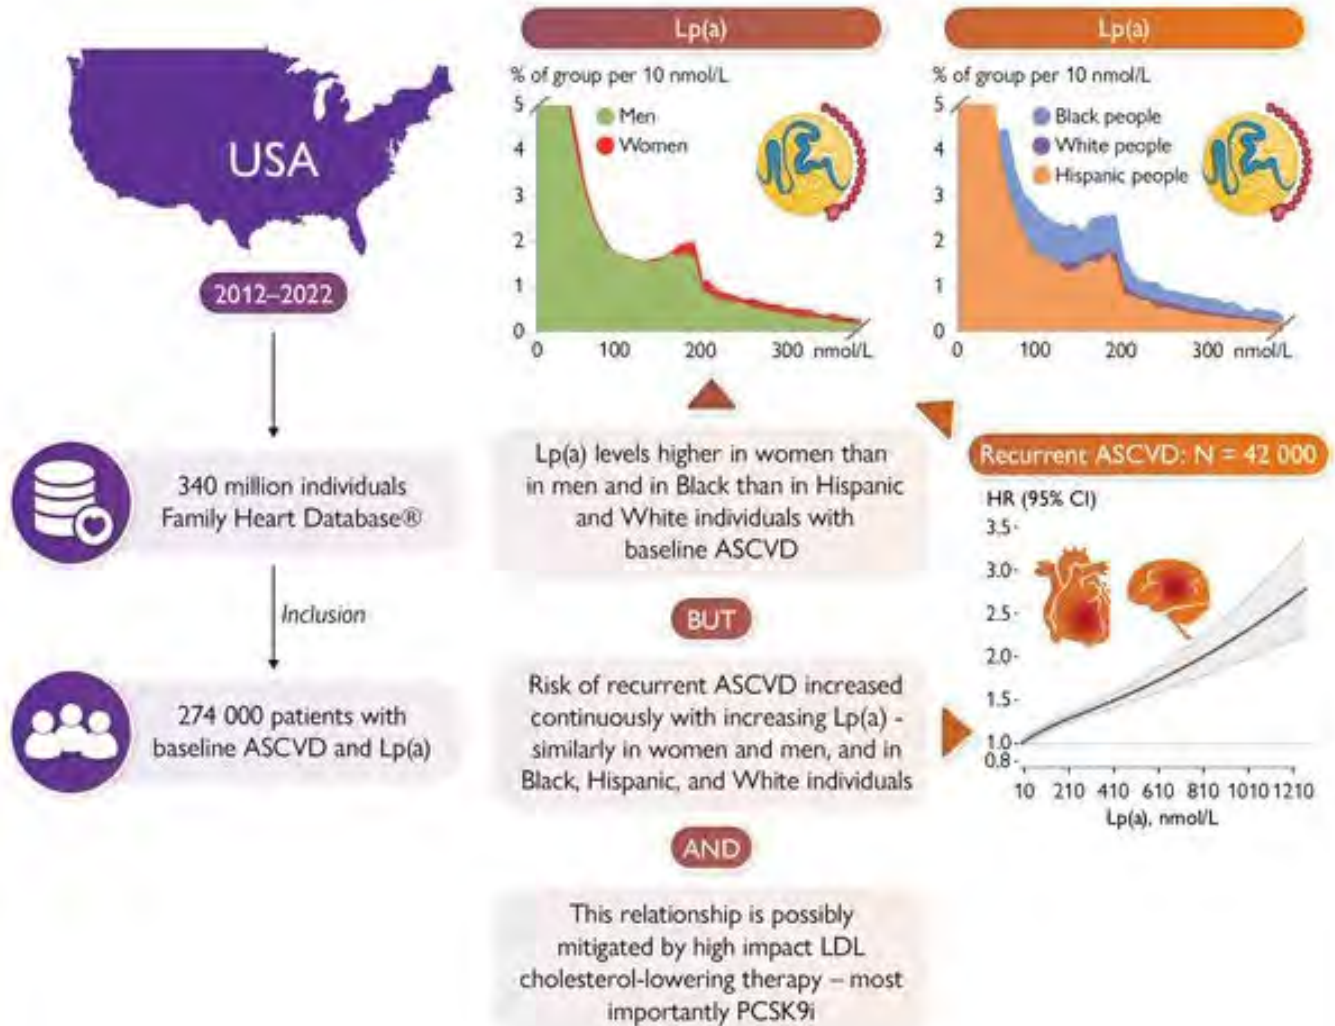 USA
2012–2022
340 million individuals
Family Heart Database®
Inclusion
274 000 patients with
baseline ASCVD and Lp(a)
Lp(a)
% of group per 10 nmol/L
5
4
3
2
1
0
Men
Women
0 100 200 300 nmol/L
Lp(a)
% of group per 10 nmol/L
5
4
3
2
1
0
Black people
White people
Hispanic people
0 100 200 300 nmol/L
Lp(a) levels higher in women than
in men and in Black than in Hispanic
and White individuals with
baseline ASCVD
BUT
Risk of recurrent ASCVD increased
continuously with increasing Lp(a) -
similarly in women and men, and in
Black, Hispanic, and White individuals
AND
This relationship is possibly
mitigated by high impact LDL
cholesterol-lowering therapy – most
importantly PCSK9i
Recurrent ASCVD: N = 42 000
HR (95% CI)
3.5
3.0
2.5
2.0
1.5
1.0
0.8
10 210 410 610 810 1010 1210
Lp(a), nmol/L